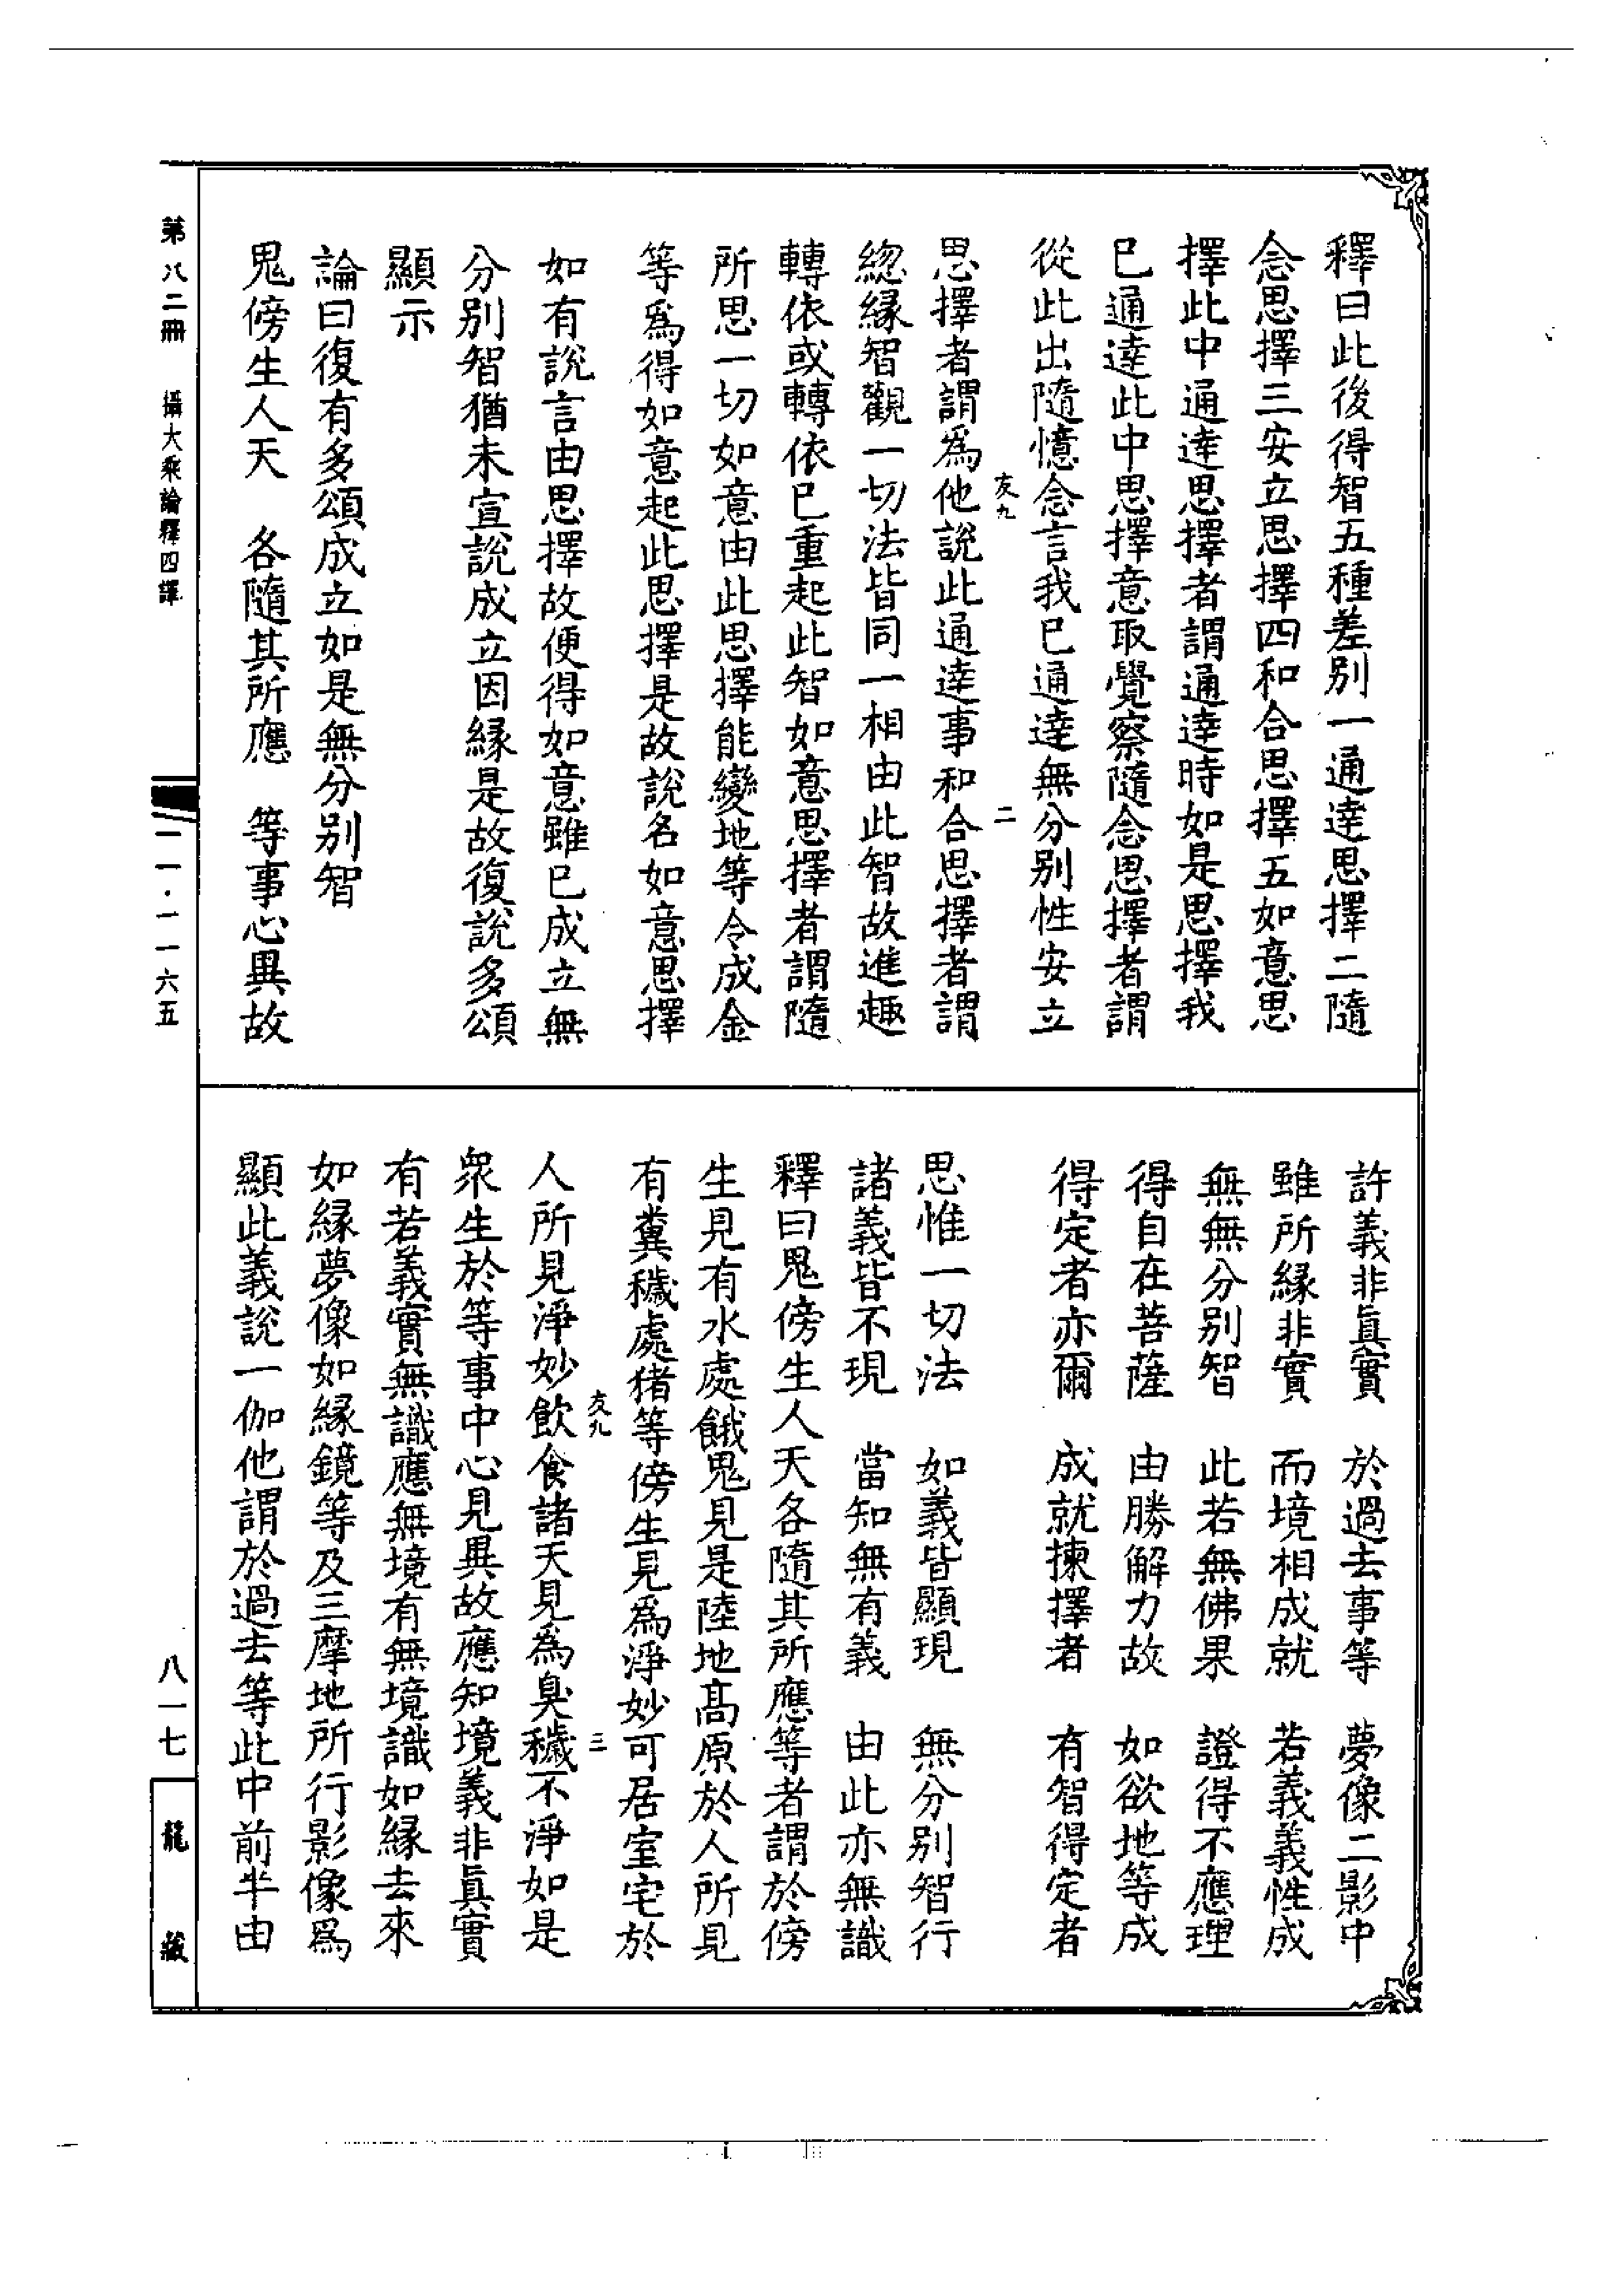 釋曰此後得智五種差别一通達思擇二隨
念思擇三安立思擇四和合思擇五如意思
擇此中通達思擇者謂通達時如是思擇我
已通達此中思擇意取覺察隨念思擇者謂
從此出隨憶念言我已通達無分别性安立
友九
二
思擇者謂爲他說此通達事和合思擇者謂
緫緣智觀一切法皆同一相由此智故進趣
轉依或轉依已重起此智如意思擇者謂隨
所思一切如意由此思擇能變地等令成金
等爲得如意起此思擇是故說名如意思擇
如有說言由思擇故便得如意雖已成立無
分别智猶未宣說成立因緣是故復說多頌
顯示
論曰復有多頌成立如是無分别智
鬼傍生人天　各隨其所應　等事心異故
許義非眞實　於過去事等　夢像二影中
雖所緣非實　而境相成就　若義義性成
無無分别智　此若無佛果　證得不應理
得自在菩薩　由勝解力故　如欲地等成
得定者亦爾　成就揀擇者　有智得定者
思惟一切法　如義皆顯現　無分别智行
諸義皆不現　當知無有義　由此亦無識
釋曰鬼傍生人天各隨其所應等者謂於傍
生見有水處餓鬼見是陸地髙原於人所見
有糞穢處猪等傍生見爲淨妙可居室宅於
友九
三
人所見淨妙飲食諸天見爲臭穢不淨如是
衆生於等事中心見異故應知境義非眞實
有若義實無識應無境有無境識如緣去來
如緣夢像如緣鏡等及三摩地所行影像爲
顯此義說一伽他謂於過去等此中前半由
第八二冊　攝大乘論釋四譯
一一·一一六五
八一七
龍藏